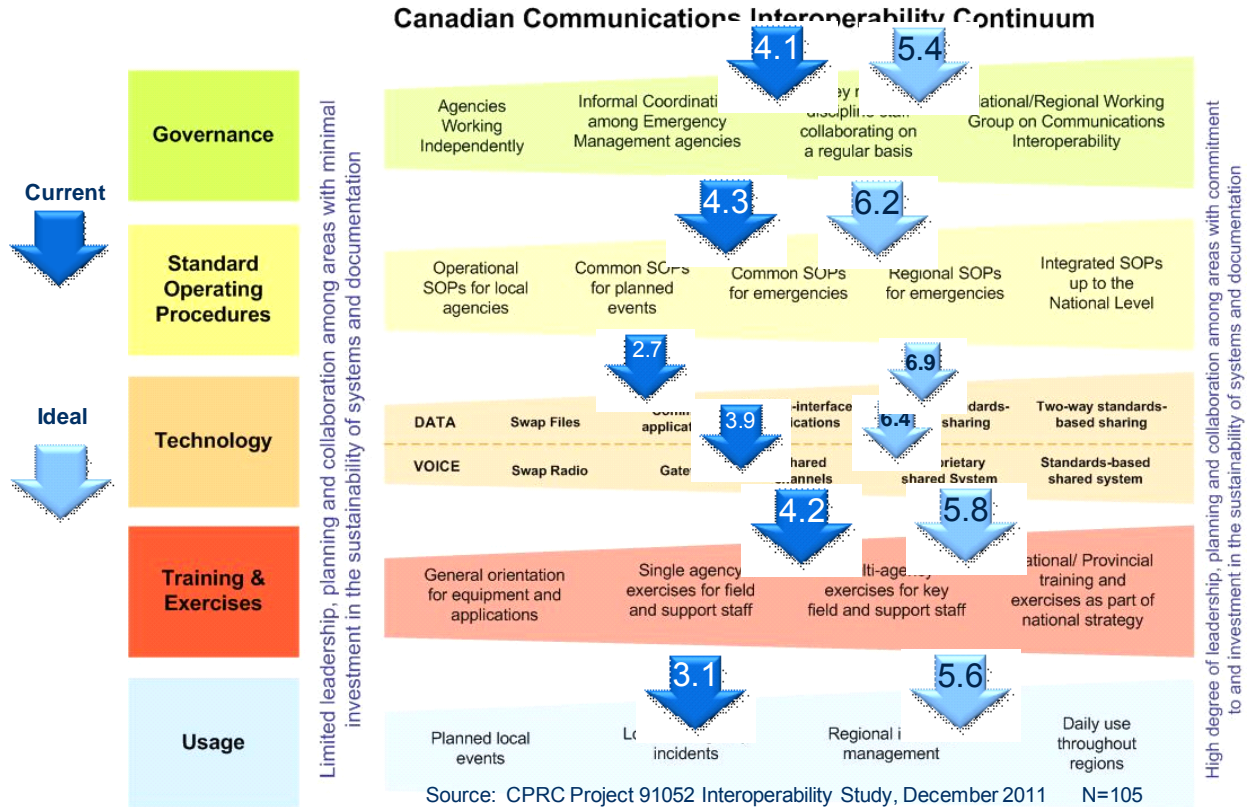 Canadian Communications Interoperability Continuum
4.1
5.4
Governance
Agencies
Working
Independently
Informal
among Emergency
Management agencies
collaborating on
a regular basis
Working
Group on Communications
Interoperability
Current
4.3
6.2
Standard
Operating
Procedures
Operational
SOPs for local
agencies
Common SOPs
for planned
events
Common SOPs
for emergencies
Regional SOPs
for emergencies
Integrated SOPs
up to the
National Level
2.7
6.9
Ideal
Technology
DATA
Swap Files
Two-way standards-
based sharing
3.9
6.4
VOICE
Swap Radio
shared System
Standards-based
shared system
4.2
5.8
Training &
Exercises
General orientation
for equipment and
applications
Single agency
exercises for field
and support staff
exercises for key
field and support staff
Provincial
training and
exercises as part of
national strategy
3.1
5.6
Usage
Planned local
events
incidents
Regional
management
Daily use
throughout
regions
Limited leadership, planning and collaboration among areas with minimal
investment in the sustainability of systems and documentation
High degree of leadership, planning and collaboration among areas with commitment
to and investment in the sustainability of systems and documentation
Source: CPRC Project 91052 Interoperability Study, December 2011 N=105